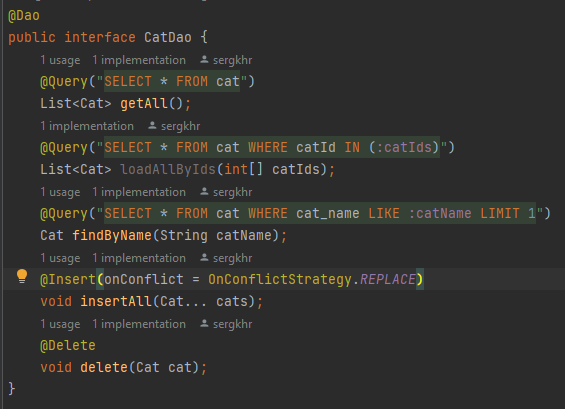 @Dao
public interface CatDao {
1 usage 1 implementation sergkhr
@Query("SELECT * FROM cat")
List<Cat> getAll();
1 implementation sergkhr
@Query("SELECT * FROM cat WHERE catId IN (:catIds)")
List<Cat> loadAllByIds(int[] catIds);
1 usage 1 implementation sergkhr
@Query("SELECT * FROM cat WHERE cat_name LIKE :catName LIMIT 1")
Cat findByName(String catName);
1 usage 1 implementation sergkhr
@Insert(onConflict = OnConflictStrategy.REPLACE)
void insertAll(Cat... cats);
1 usage 1 implementation sergkhr
@Delete
void delete(Cat cat);
}